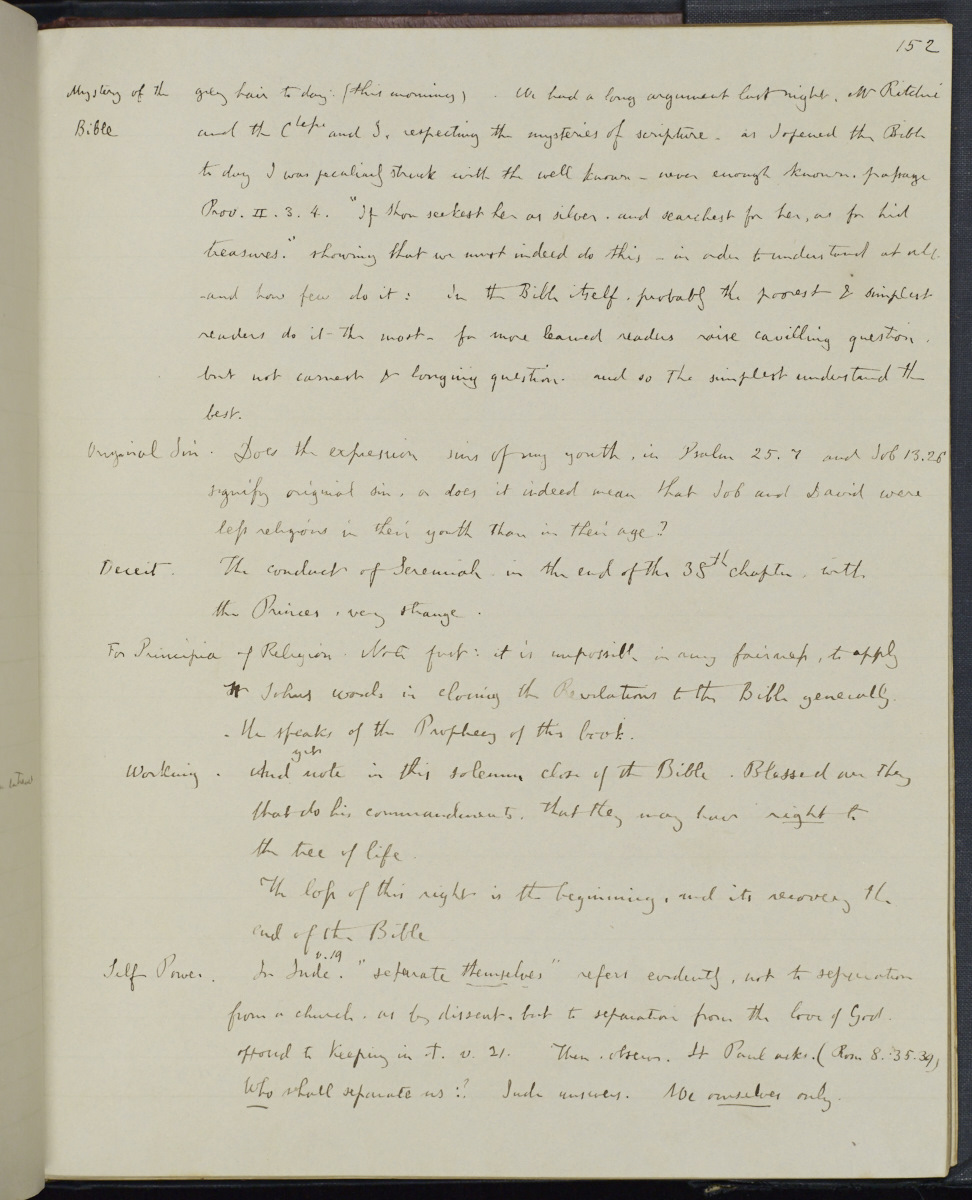 152
Mystery of the grey hair to day: (this morning) . We had a long argument last night, Mr Ritchie
Bible and the Ctesse and I, respecting the mysteries of scripture - as I opened the Bible
to day I was peculiarly struck with the well known - never enough known, passage
Prov. II. 3. 4. "If thou seekest her as silver. and searchest for her, as for hid
treasures." showing that we must indeed do this - in order to understand at all.
-and how few do it: In the Bible itself, probably the poorest & simplest
readers do it the most - for more learned readers raise cavilling question,
but not earnest & longing question. and so the simplest understand the
best.
Original Sin. Does the expression sins of my youth, in Psalm 25.7 and Job 13.26
signify original sin, or does it indeed mean that Job and David were
less religious in their youth than in their age?
Deceit. The conduct of Jeremiah in the end of the 38th chapter, with
the Princes, very strange.
For Principia of Religion. Note first: it is impossible in any fairness, to apply
St Johns words in closing the Revelations to the Bible generally.
- He speaks of the Prophecy of this book.
Working. And yet note in this solemn close of the Bible. Blessed are they
that do his commandments, that they may have right to
the tree of life.
The loss of this right is the beginning, and its recovery the
end of the Bible
Self Power. In Jude. v.19 "separate themselves" refers evidently, not to separation
from a church. as by dissent, but to separation from the love of God.
opposed to keeping in it. v. 21. Then observe. St Paul asks. (Rom 8. 35.39)
Who shall separate us:? Jude answers. We ourselves only.